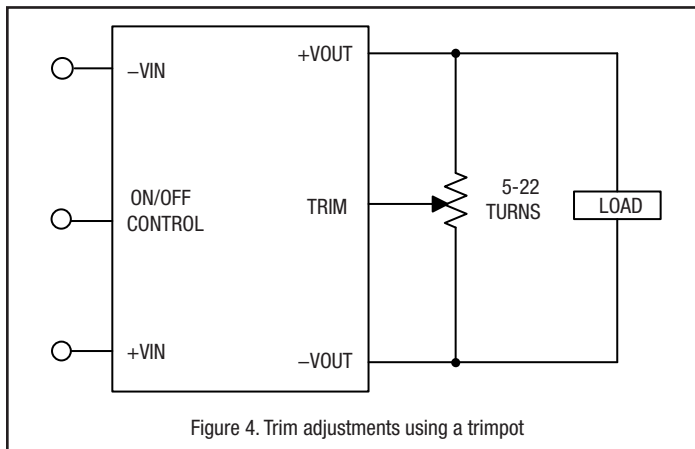 –VIN
+VOUT
ON/OFF
CONTROL
TRIM
5-22
TURNS
LOAD
+VIN
–VOUT
Figure 4. Trim adjustments using a trimpot